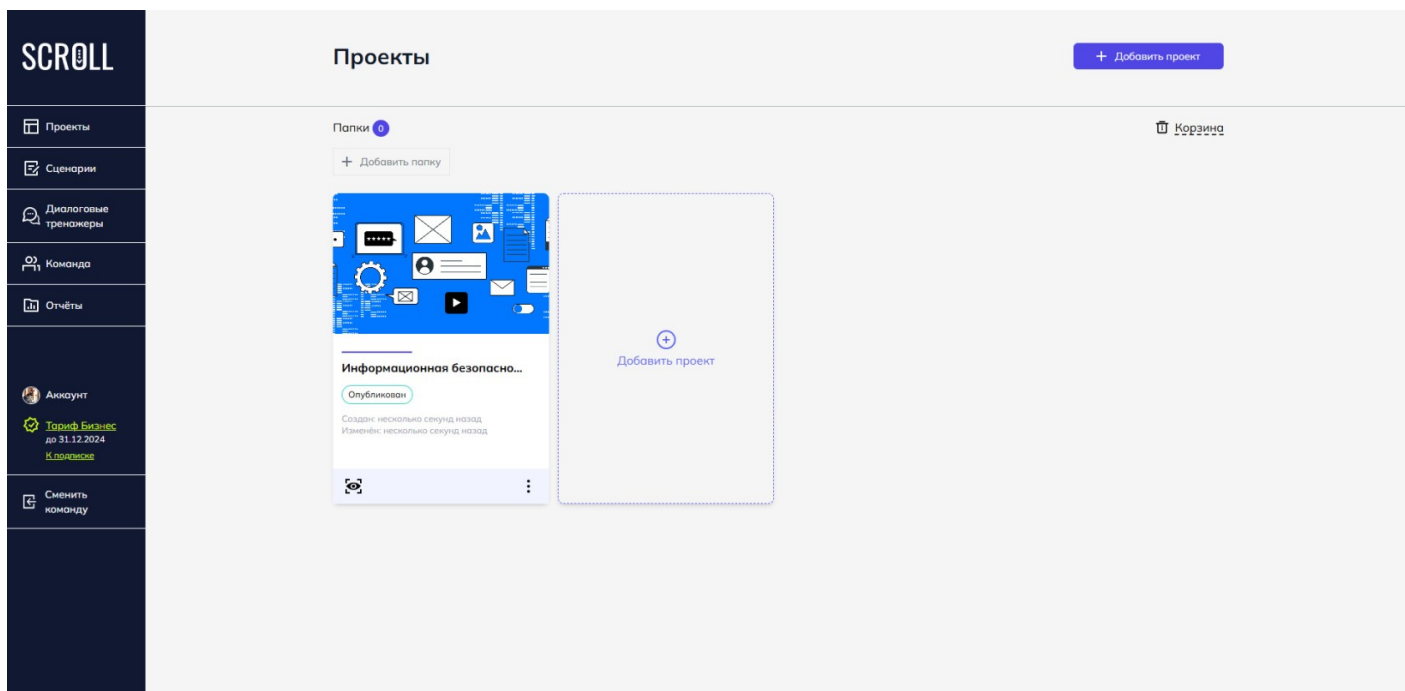 SCROLL
Проекты
Сценарии
Диалоговые
тренажеры
Команда
Отчёты
Аккаунт
Тариф Бизнес
до 31.12.2024
К подписке
Сменить
команду
Проекты
+ Добавить проект
Папки 0
Корзина
+ Добавить папку
Информационная безопасно...
Опубликован
Создан: несколько секунд назад
Изменён: несколько секунд назад
Добавить проект